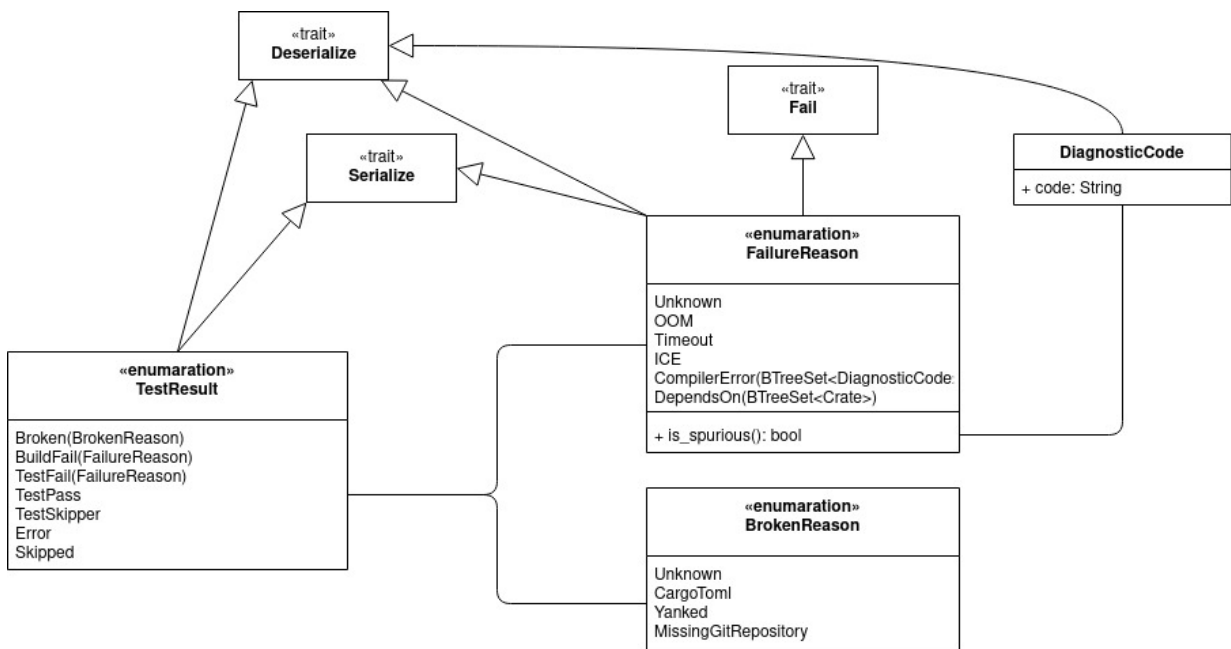 «trait»
Deserialize
«trait»
Fail
«trait»
Serialize
DiagnosticCode
+ code: String
«enumaration»
FailureReason
Unknown
OOM
Timeout
ICE
CompilerError(BTreeSet<DiagnosticCode
DependsOn(BTreeSet<Crate>)
+ is_spurious(): bool
«enumaration»
TestResult
Broken(BrokenReason)
BuildFail(FailureReason)
TestFail(FailureReason)
TestPass
TestSkipper
Error
Skipped
«enumaration»
BrokenReason
Unknown
CargoToml
Yanked
MissingGitRepository